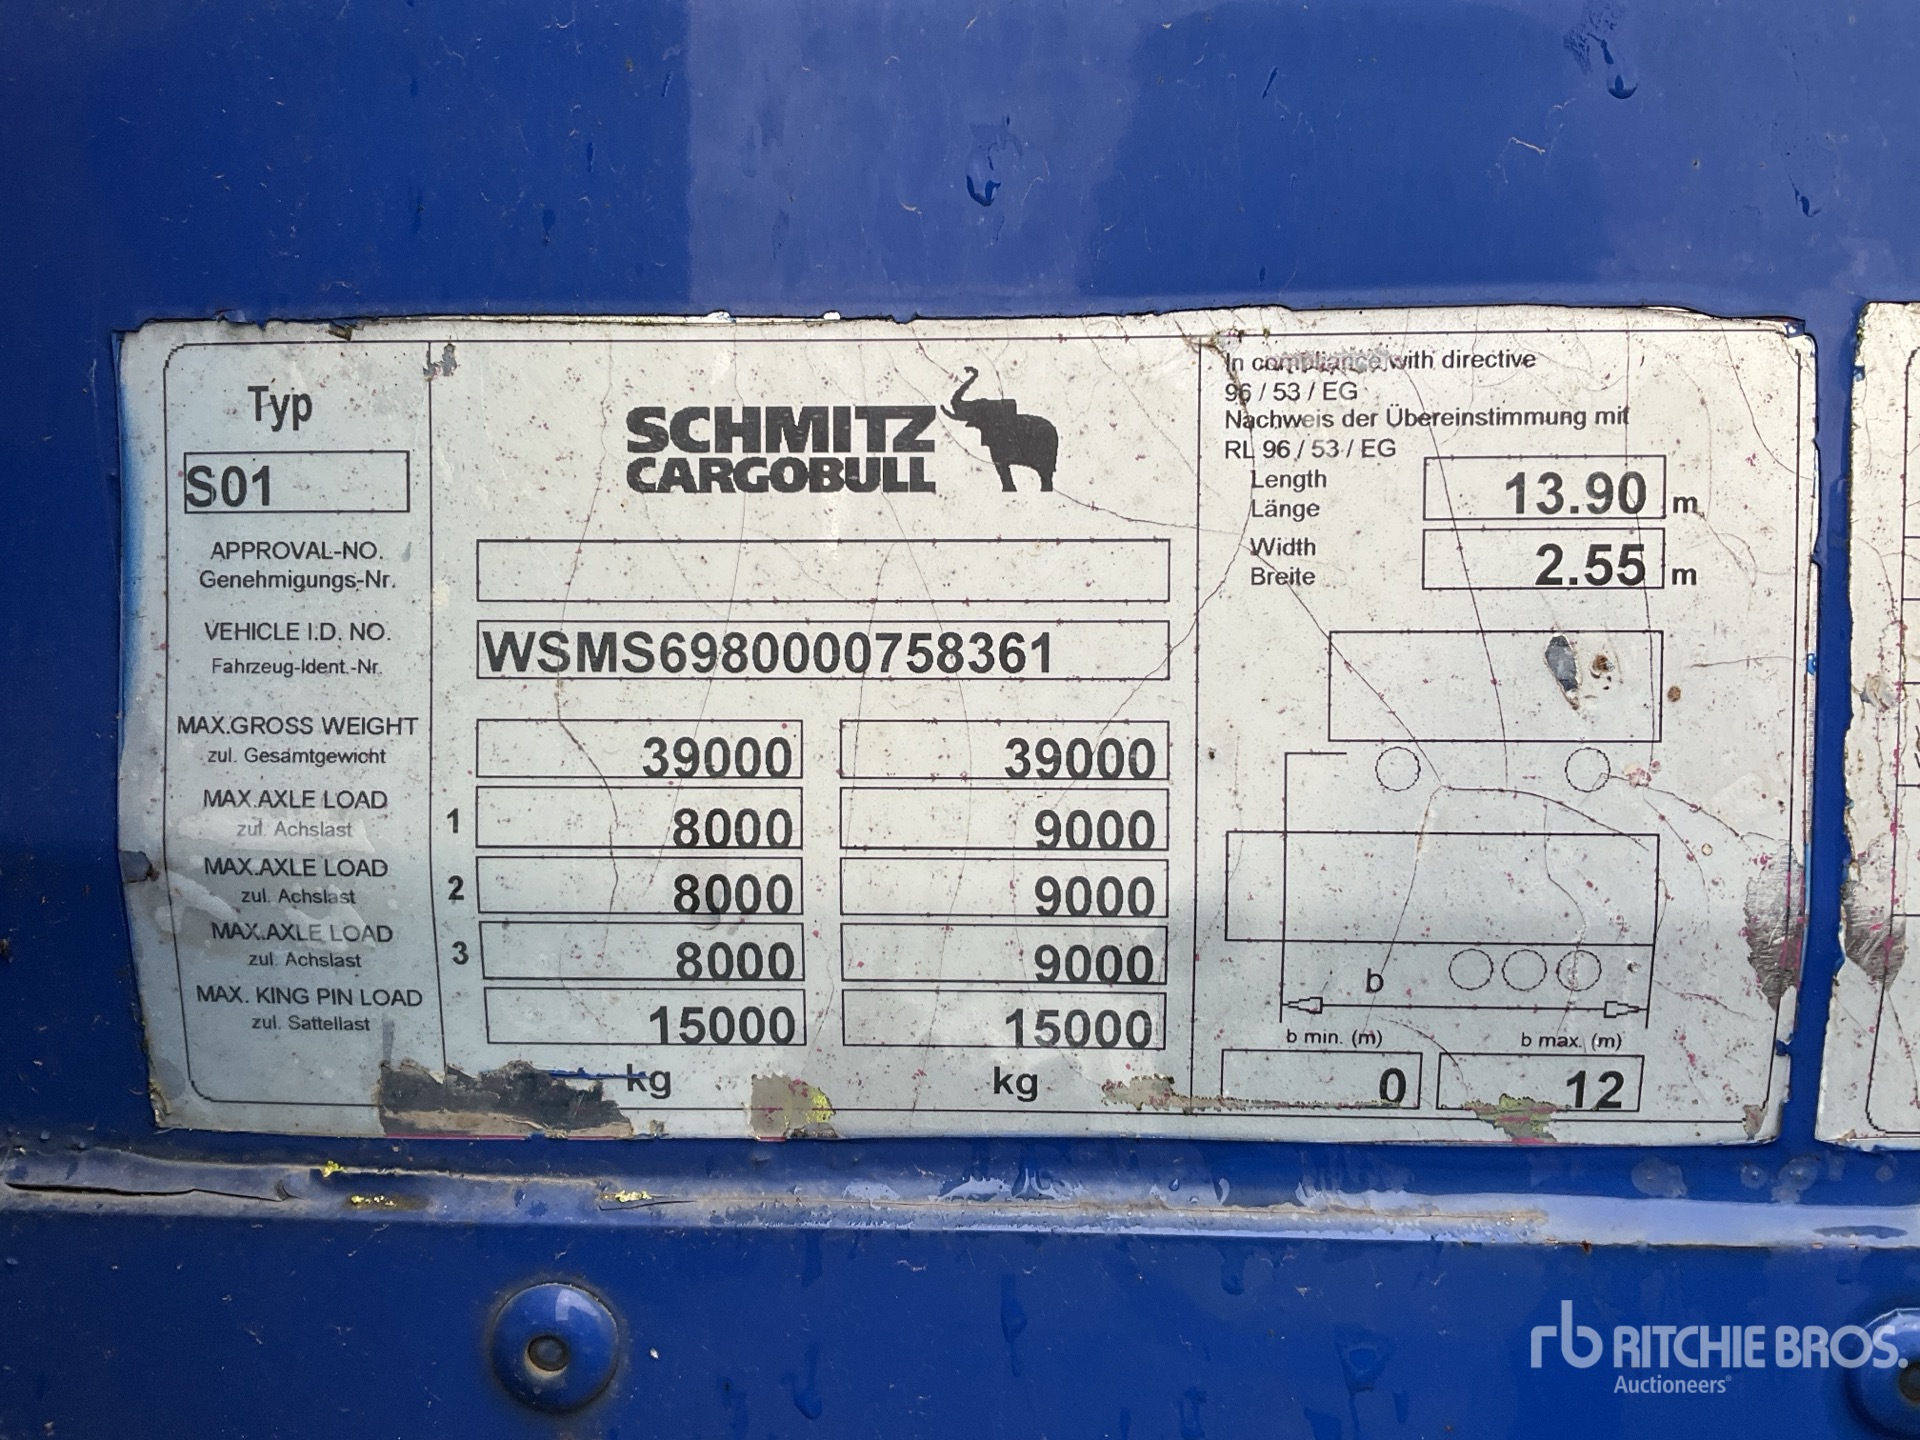 Typ
S01
SCHMITZ
CARGOBULL
APPROVAL-NO.
Genehmigungs-Nr.
VEHICLE I.D. NO.
Fahrzeug-Ident.-Nr.
WSMS6980000758361
MAX.GROSS WEIGHT
zul. Gesamtgewicht
39000 39000
MAX.AXLE LOAD
zul. Achslast
1 8000 9000
MAX.AXLE LOAD
zul. Achslast
2 8000 9000
MAX.AXLE LOAD
zul. Achslast
3 8000 9000
MAX. KING PIN LOAD
zul. Sattellast
15000 15000
kg kg
In compliance with directive
96 / 53 / EG
Nachweis der Übereinstimmung mit
RL 96 / 53 / EG
Length
Länge
13.90 m
Width
Breite
2.55 m
b
b min. (m) b max. (m)
0 12
rb RITCHIE BROS.
Auctioneers